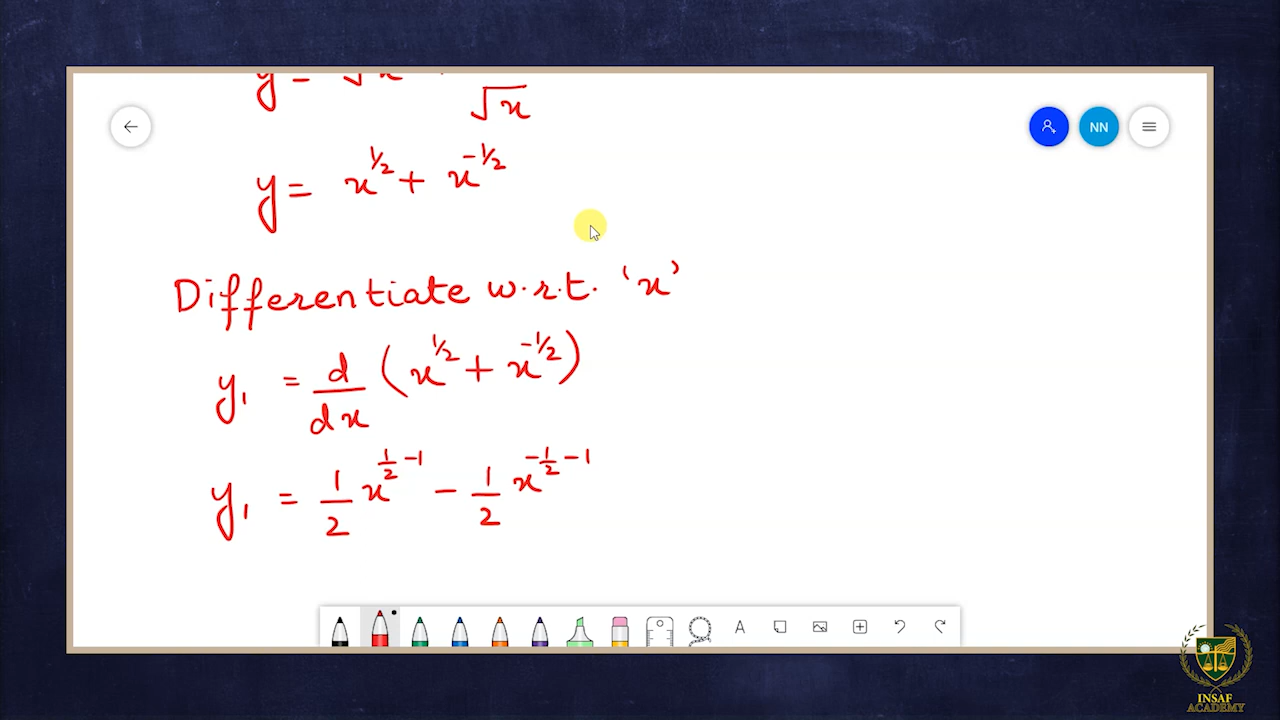 y = √x
√x
NN
y = x^1/2 + x^-1/2
Differentiate w.r.t. 'x'
y₁ = d/dx (x^1/2 + x^-1/2)
y₁ = 1/2 x^1/2-1 - 1/2 x^-1/2-1
A
INSAF
ACADEMY